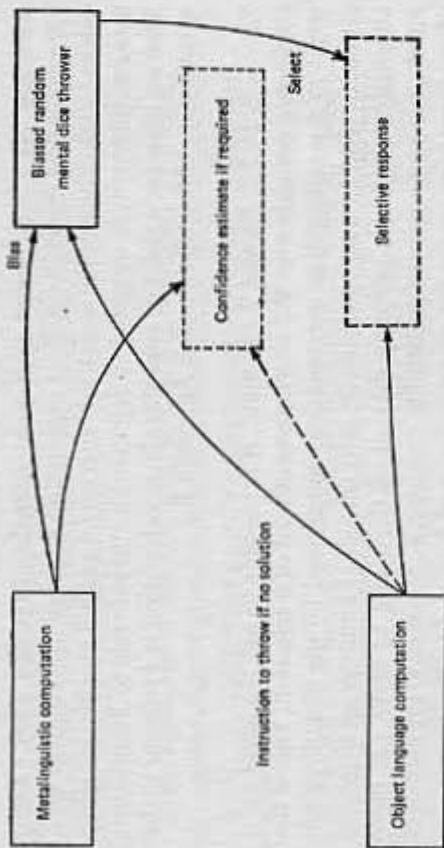 Metalinguistic computation
Bias
Biased random
mental dice thrower
Confidence estimate if required
Instruction to throw if no solution
Select
Object language computation
Selective response